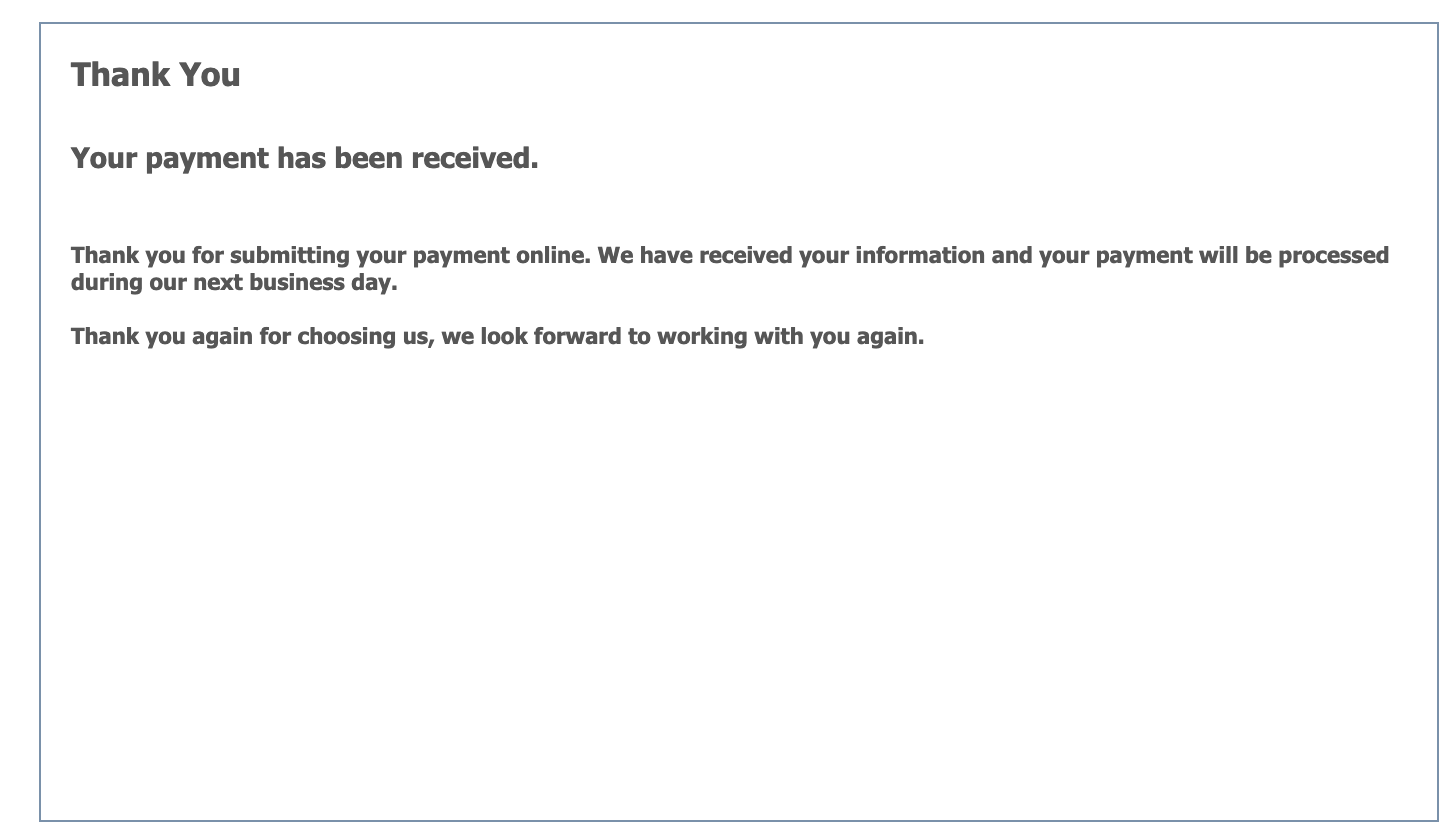 Thank You
Your payment has been received.
Thank you for submitting your payment online. We have received your information and your payment will be processed
during our next business day.
Thank you again for choosing us, we look forward to working with you again.